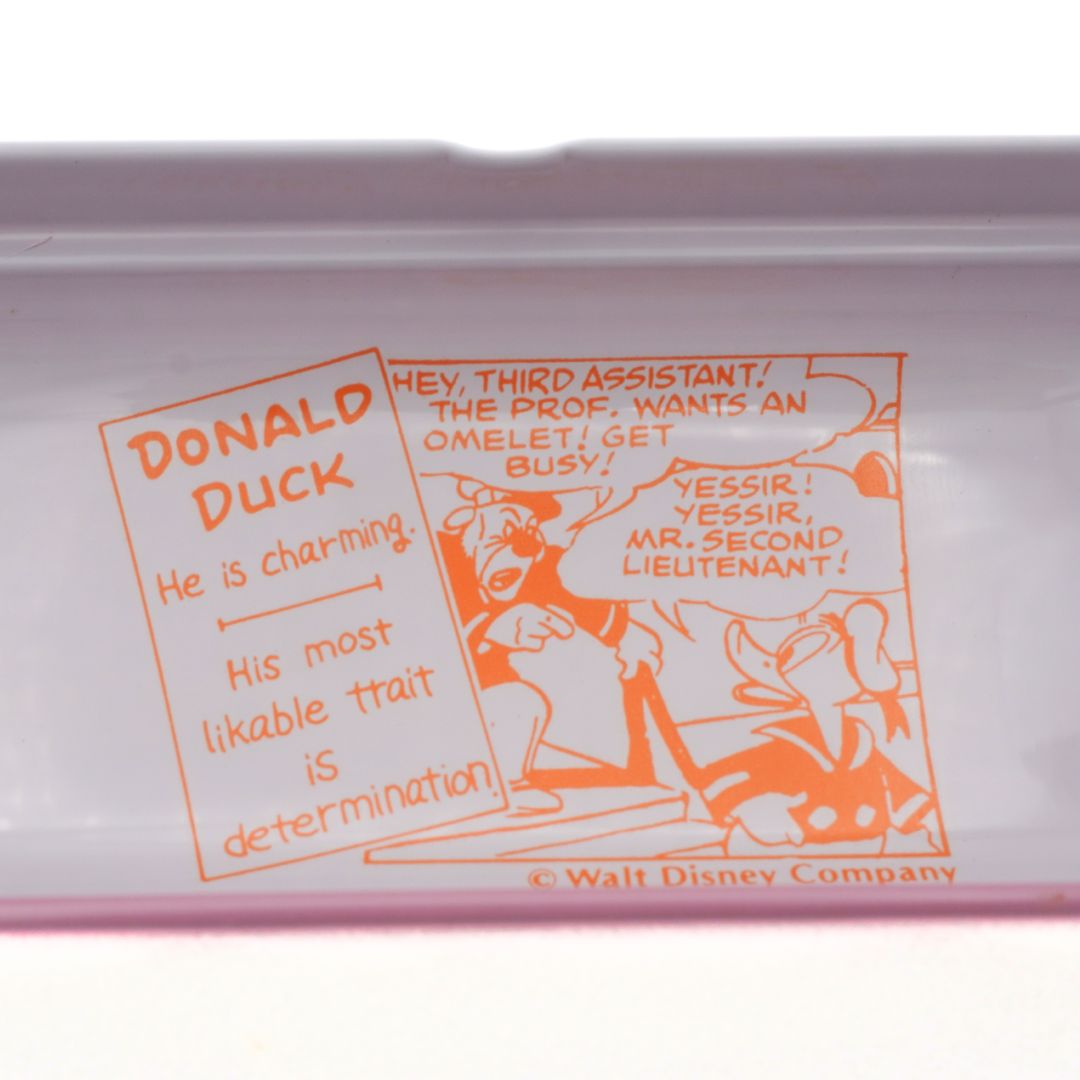 DONALD
DUCK
He is charming.
His most
likable trait
is
determination.
HEY, THIRD ASSISTANT!
THE PROF. WANTS AN
OMELET! GET
BUSY!
YESSIR!
YESSIR,
MR. SECOND
LIEUTENANT!
© Walt Disney Company